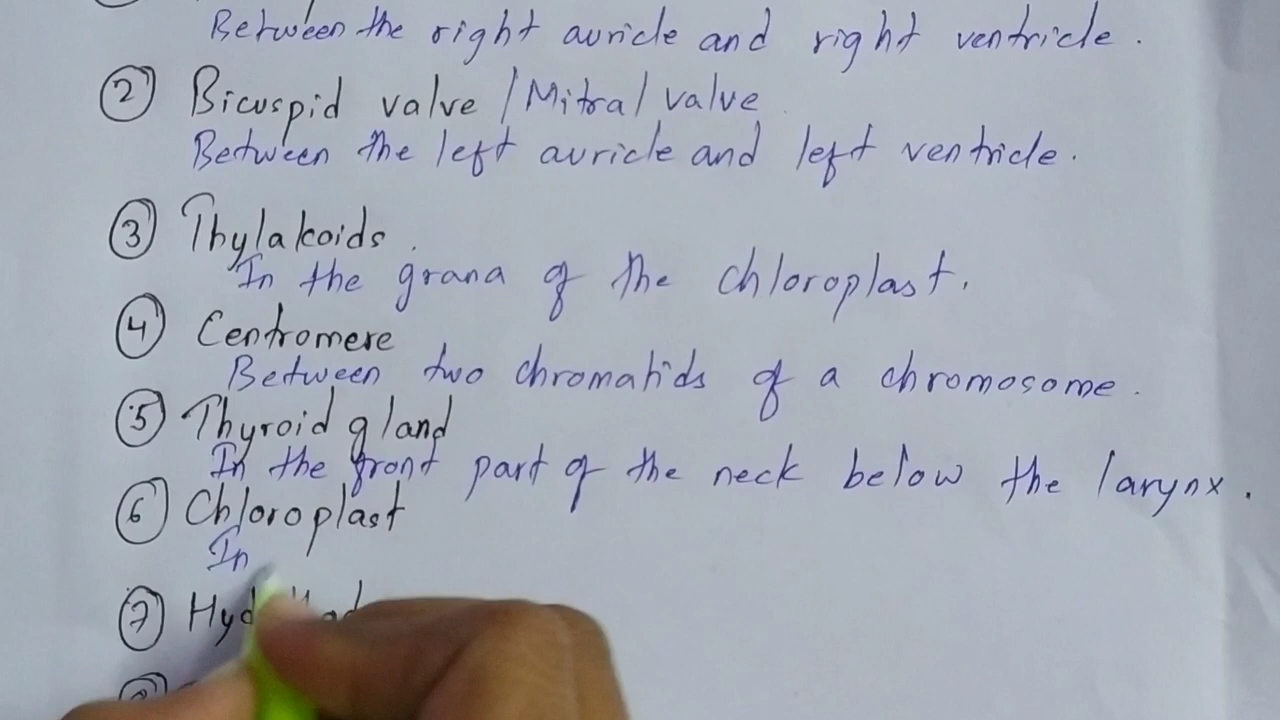 Between the right auricle and right ventricle.
② Bicuspid valve / Mitral valve
Between the left auricle and left ventricle.
③ Thylakoids.
In the grana of the chloroplast.
④ Centromere
Between two chromatids of a chromosome.
⑤ Thyroid gland
In the front part of the neck below the larynx.
⑥ Chloroplast
In
⑦